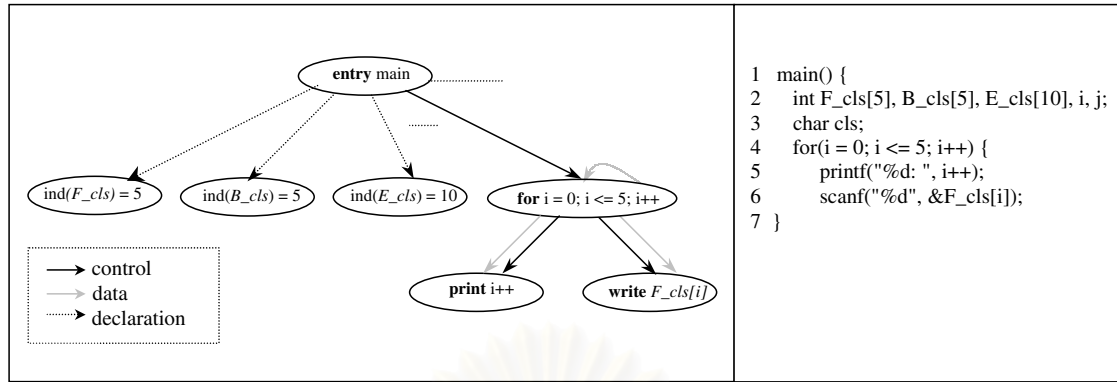 entry main
ind(F_cls) = 5
ind(B_cls) = 5
ind(E_cls) = 10
for i = 0; i <= 5; i++
print i++
write F_cls[i]
control
data
declaration
1 main() {
2 int F_cls[5], B_cls[5], E_cls[10], i, j;
3 char cls;
4 for(i = 0; i <= 5; i++) {
5 printf("%d: ", i++);
6 scanf("%d", &F_cls[i]);
7 }